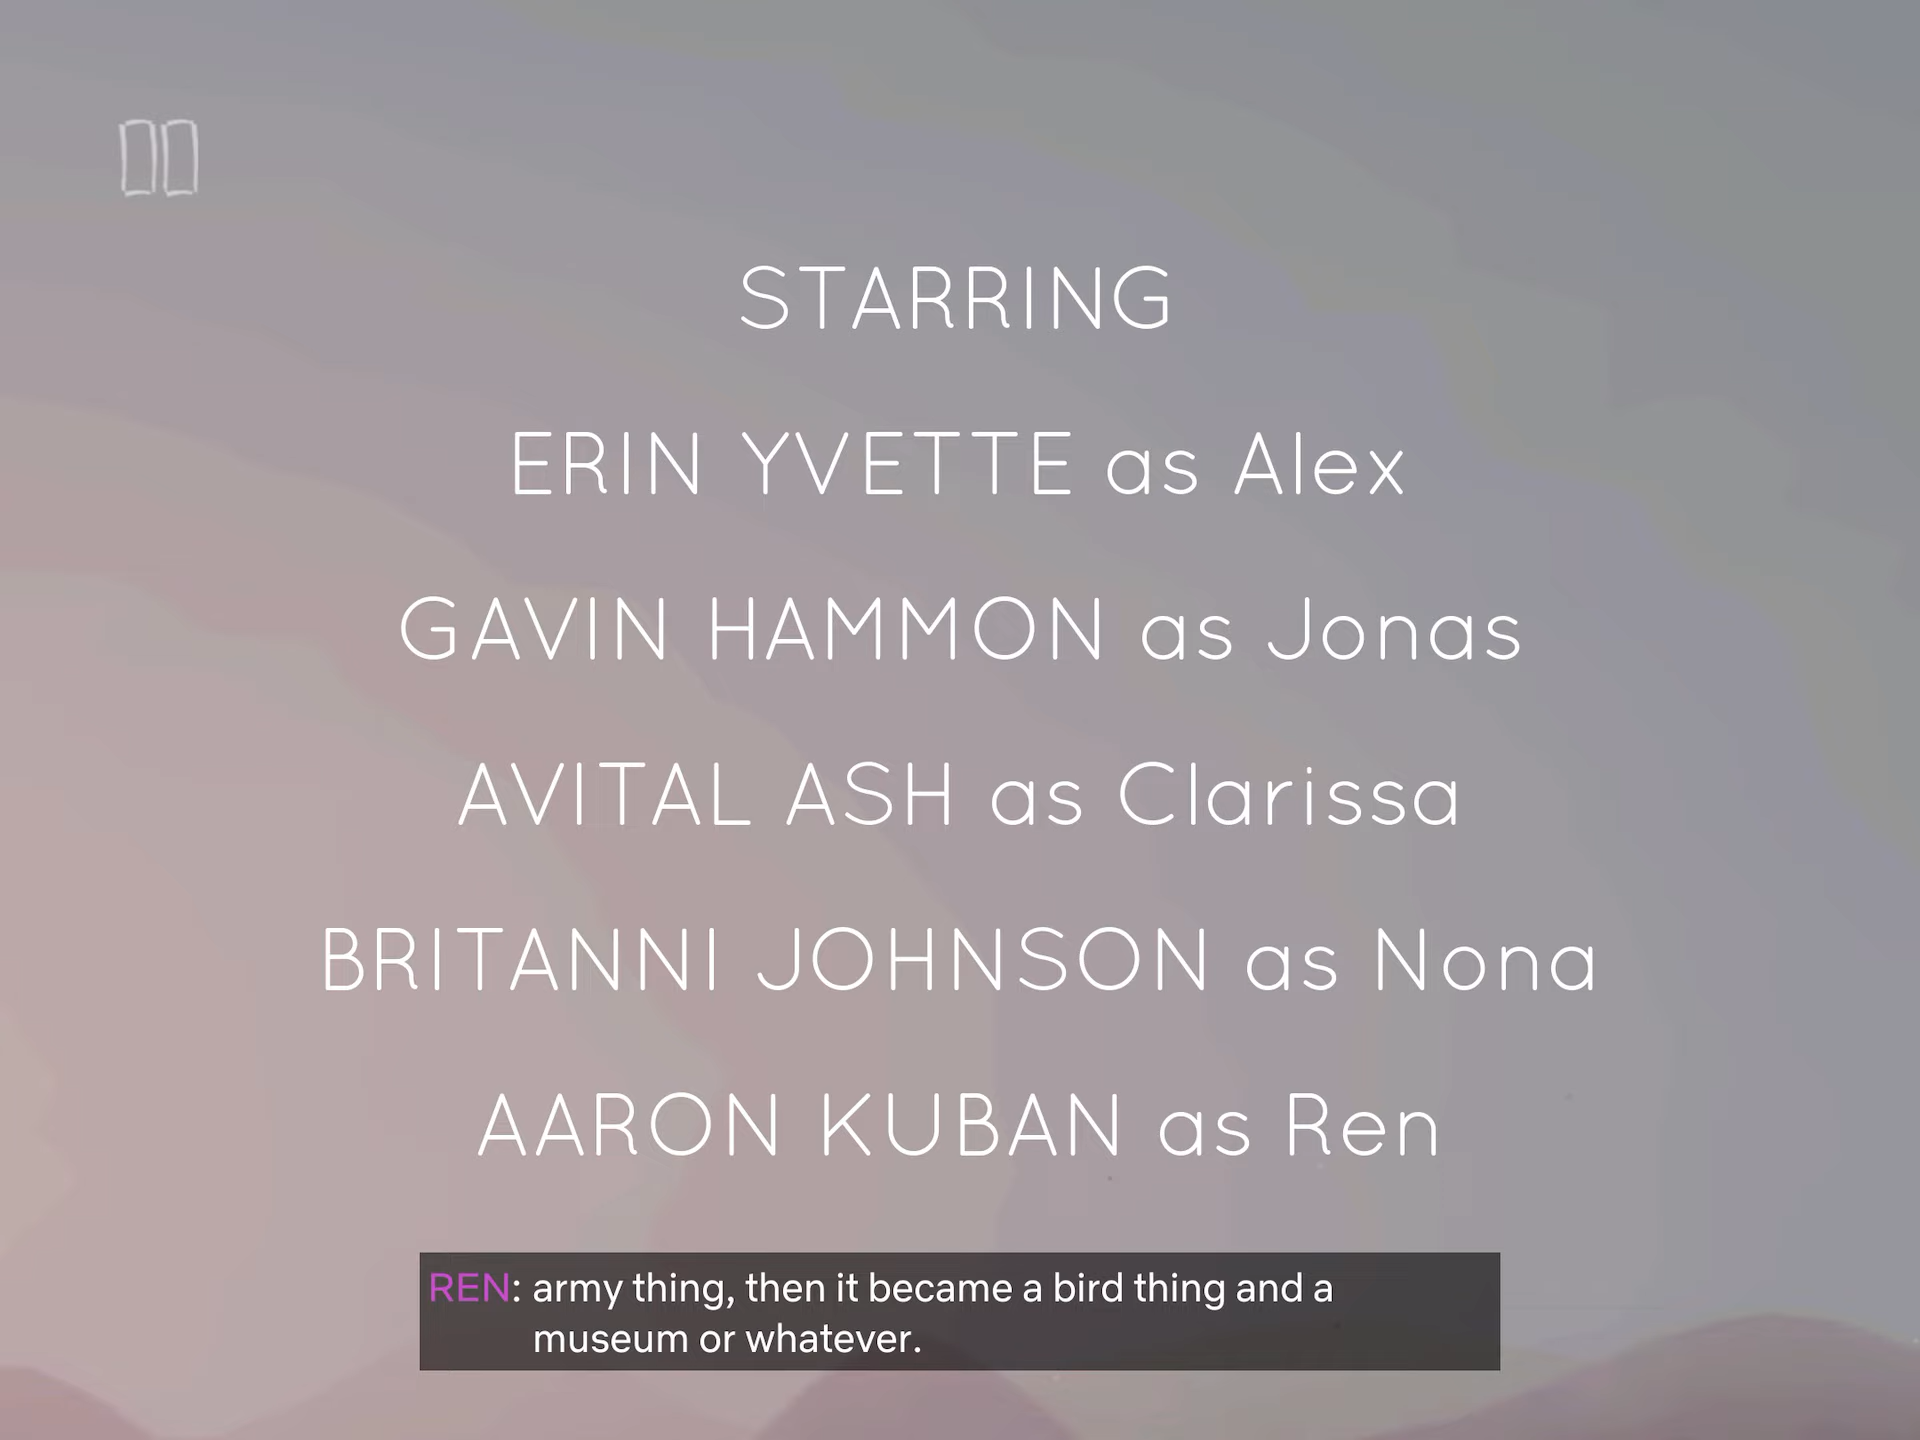 STARRING
ERIN YVETTE as Alex
GAVIN HAMMON as Jonas
AVITAL ASH as Clarissa
BRITANNI JOHNSON as Nona
AARON KUBAN as Ren
REN: army thing, then it became a bird thing and a
museum or whatever.